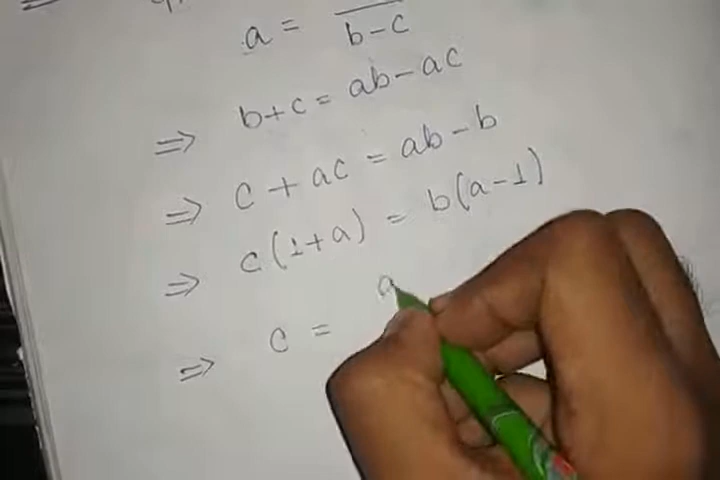 a = / b-c
⇒ b+c = ab-ac
⇒ c + ac = ab - b
⇒ c(1+a) = b(a-1)
⇒ c = a